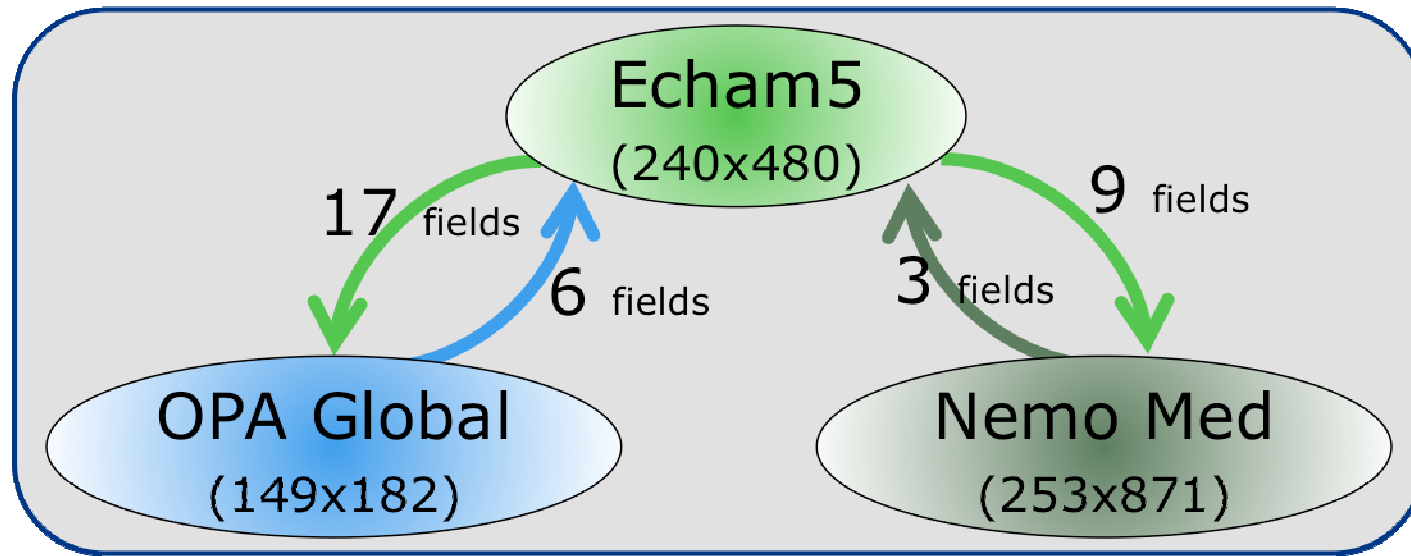 Echam5
(240x480)
17 fields
9 fields
6 fields
3 fields
OPA Global
(149x182)
Nemo Med
(253x871)